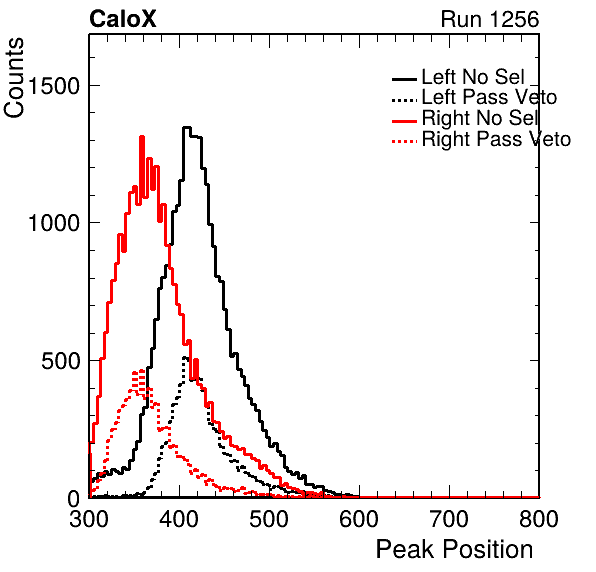 CaloX Run 1256
Counts
1500
1000
500
0
Left No Sel
Left Pass Veto
Right No Sel
Right Pass Veto
300 400 500 600 700 800
Peak Position